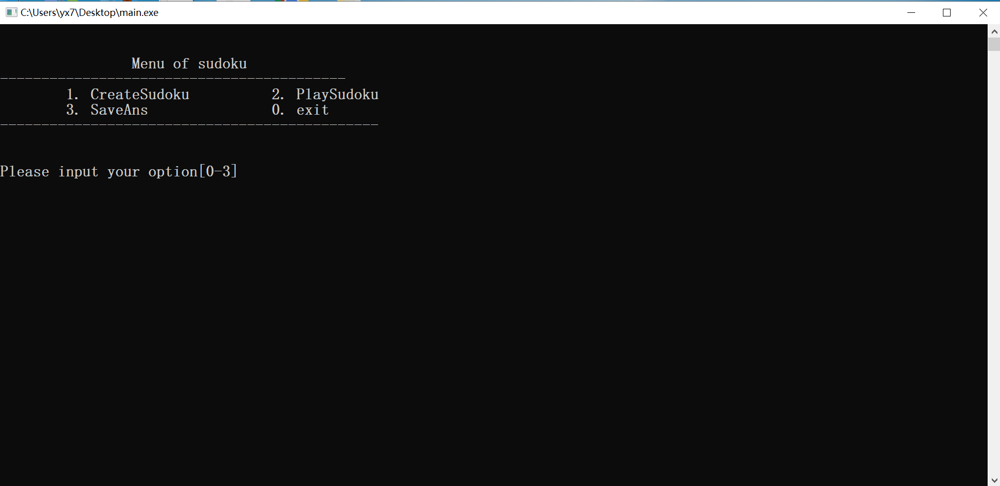 C:\Users\yx7\Desktop\main.exe
Menu of sudoku
------------------------------------------
1. CreateSudoku 2. PlaySudoku
3. SaveAns 0. exit
----------------------------------------------
Please input your option[0-3]